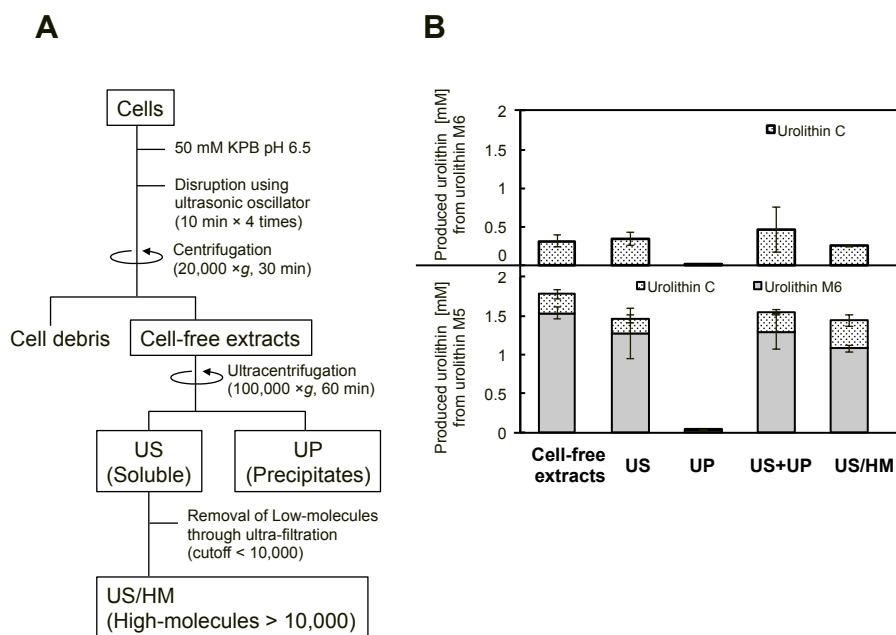 A
Cells
50 mM KPB pH 6.5
Disruption using
ultrasonic oscillator
(10 min × 4 times)
Centrifugation
(20,000 ×g, 30 min)
Cell debris
Cell-free extracts
Ultracentrifugation
(100,000 ×g, 60 min)
US
(Soluble)
UP
(Precipitates)
Removal of Low-molecules
through ultra-filtration
(cutoff < 10,000)
US/HM
(High-molecules > 10,000)
B
Produced urolithin [mM]
from urolithin M6
2
1.5
1
0.5
0
Urolithin C
Produced urolithin [mM]
from urolithin M5
2
1.5
1
0.5
0
Urolithin C
Urolithin M6
Cell-free
extracts
US
UP
US+UP
US/HM